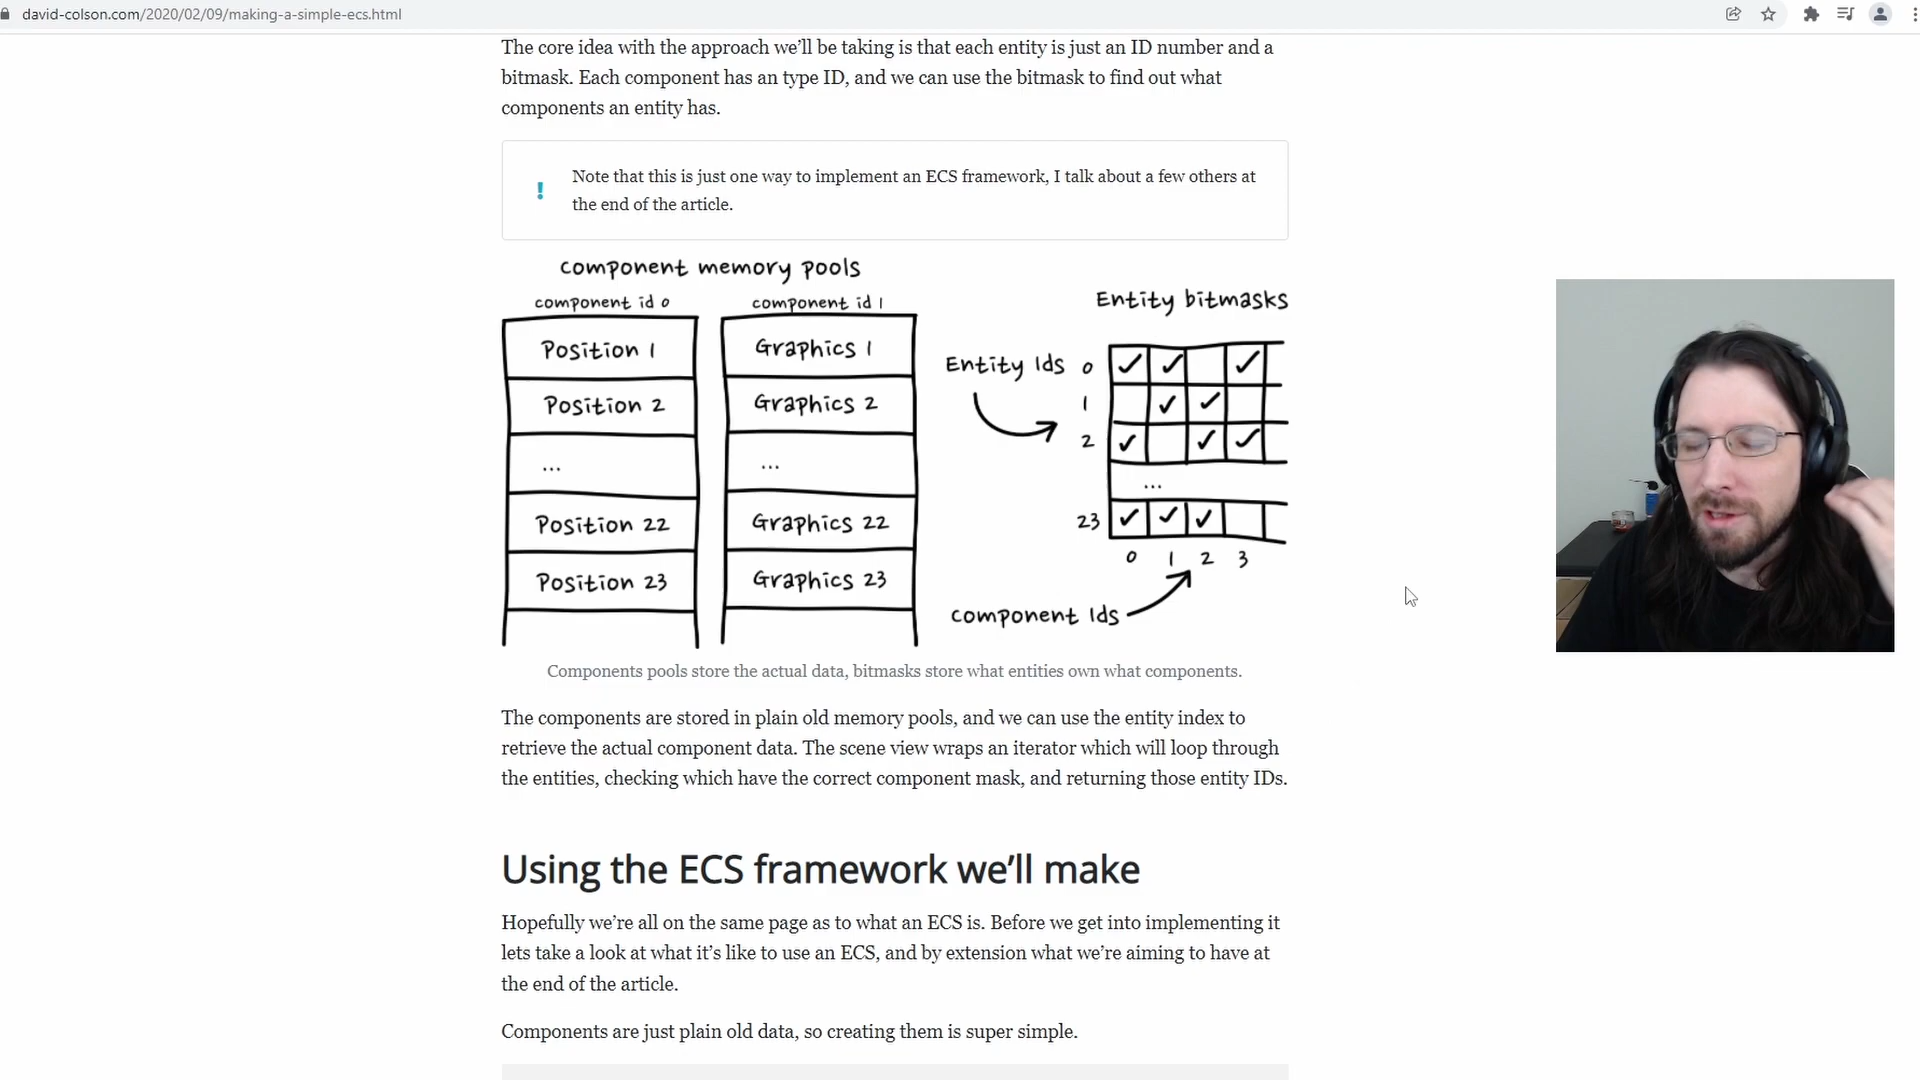 david-colson.com/2020/02/09/making-a-simple-ecs.html
The core idea with the approach we’ll be taking is that each entity is just an ID number and a
bitmask. Each component has an type ID, and we can use the bitmask to find out what
components an entity has.
!
Note that this is just one way to implement an ECS framework, I talk about a few others at
the end of the article.
component memory pools
component id 0
component id 1
Position 1
Graphics 1
Position 2
Graphics 2
...
...
Position 22
Graphics 22
Position 23
Graphics 23
Entity bitmasks
Entity Ids 0
1
2
...
23
0 1 2 3
component Ids
Components pools store the actual data, bitmasks store what entities own what components.
The components are stored in plain old memory pools, and we can use the entity index to
retrieve the actual component data. The scene view wraps an iterator which will loop through
the entities, checking which have the correct component mask, and returning those entity IDs.
Using the ECS framework we’ll make
Hopefully we’re all on the same page as to what an ECS is. Before we get into implementing it
lets take a look at what it’s like to use an ECS, and by extension what we’re aiming to have at
the end of the article.
Components are just plain old data, so creating them is super simple.